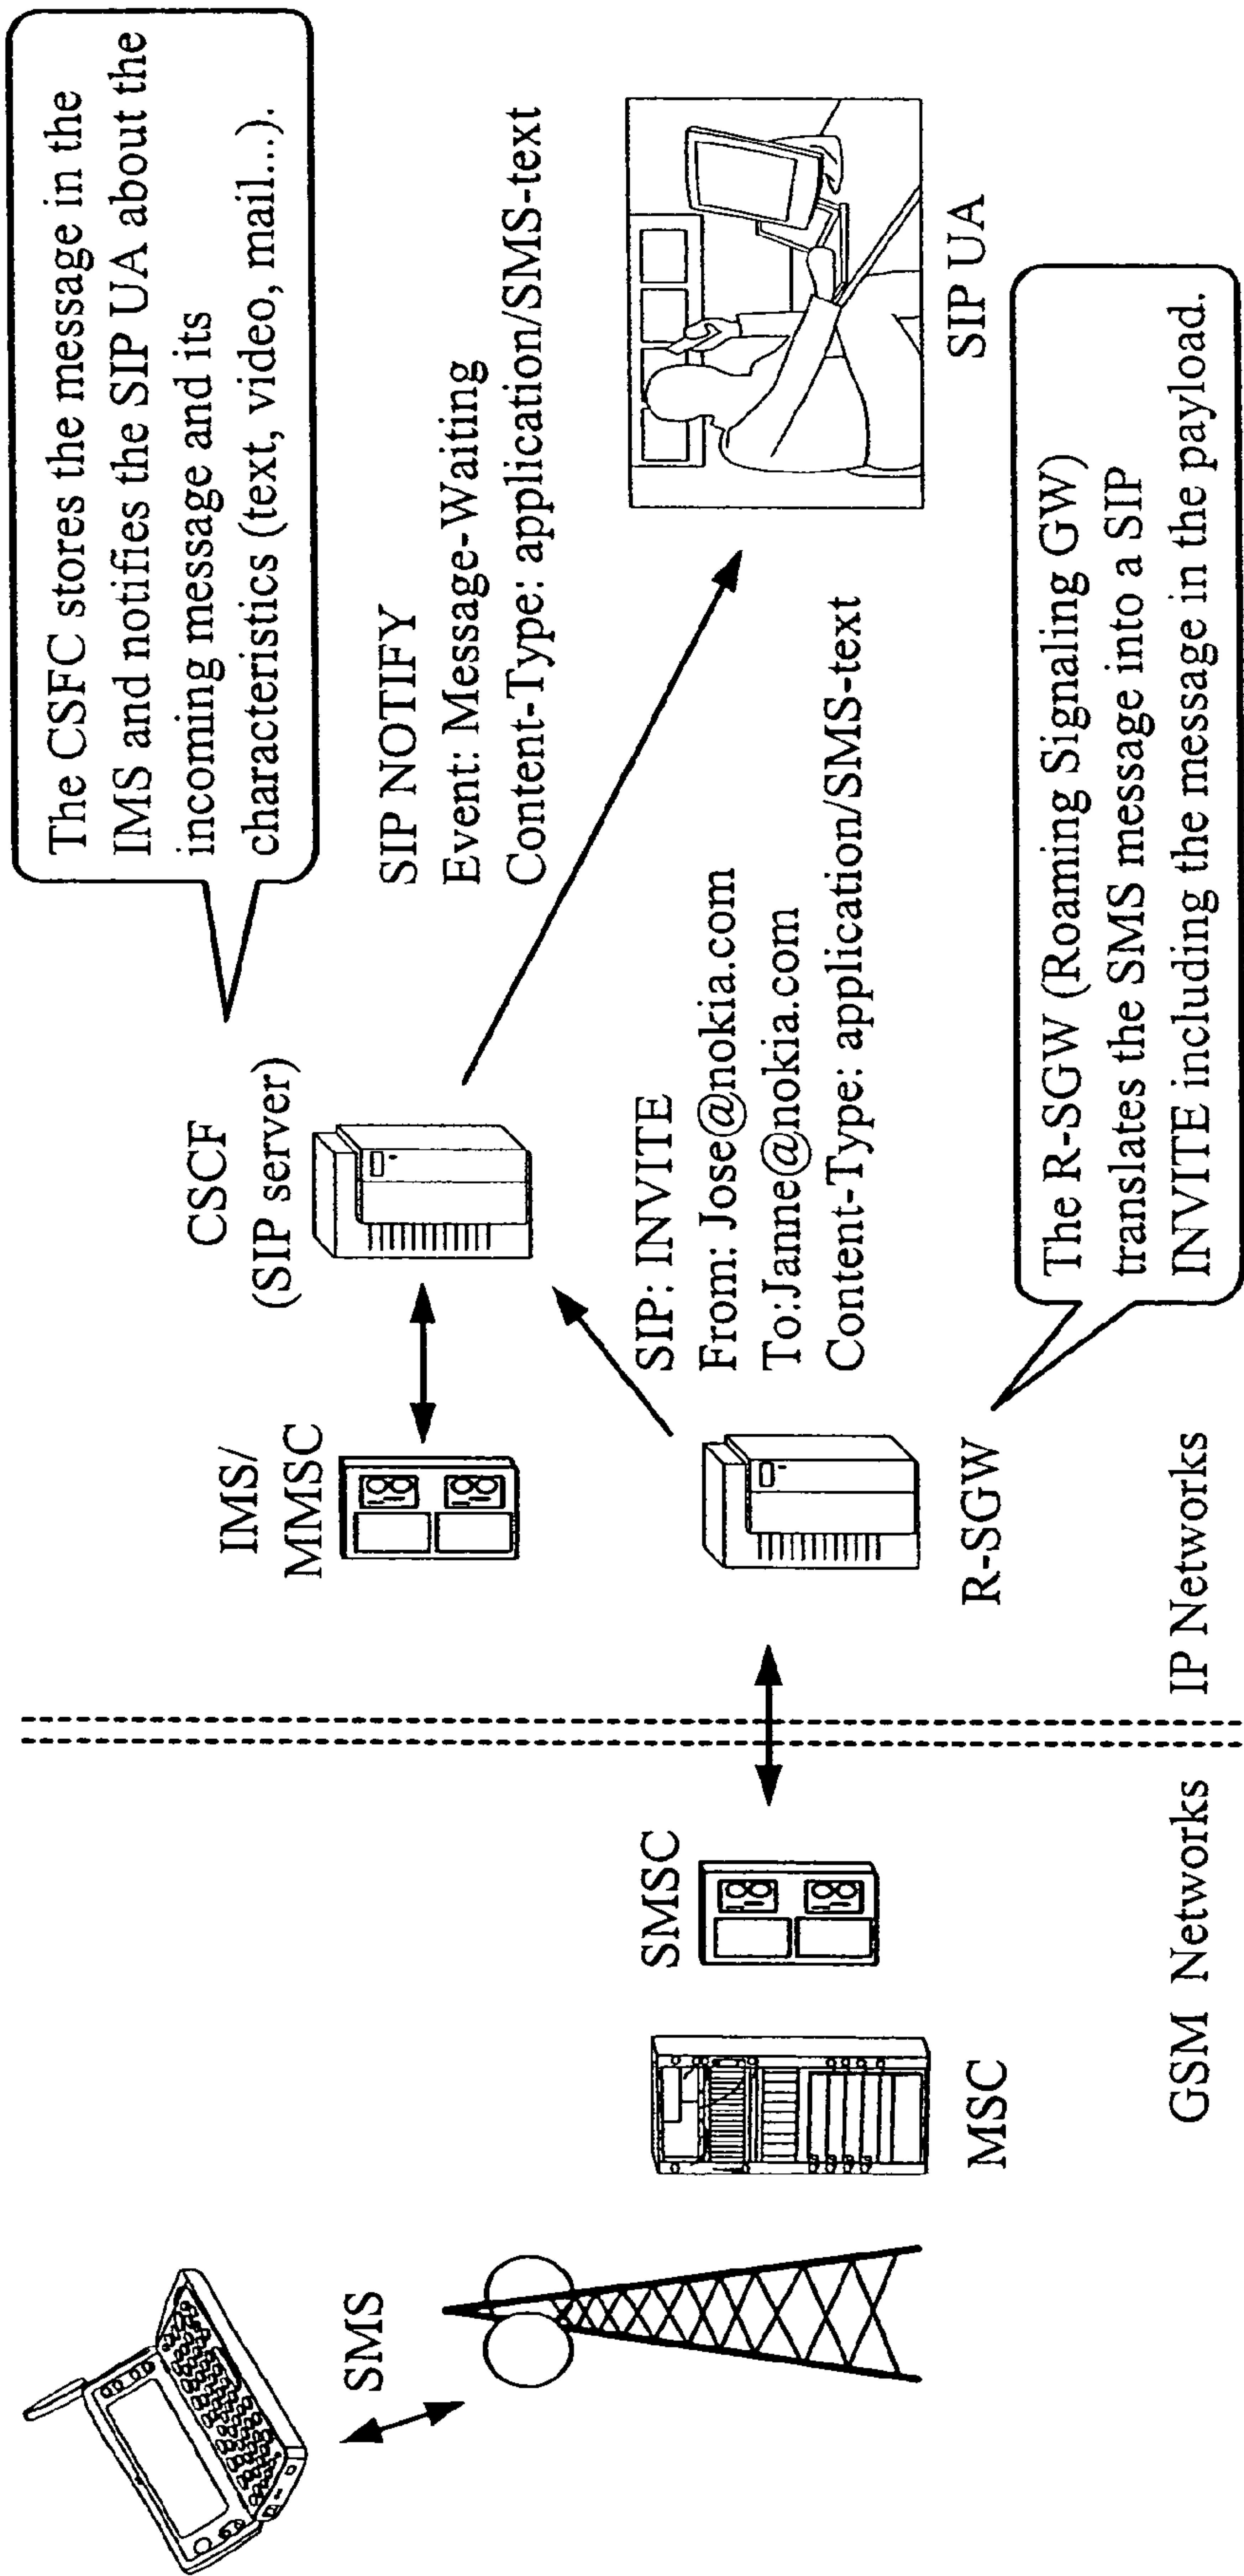 The CSFC stores the message in the
IMS and notifies the SIP UA about the
incoming message and its
characteristics (text, video, mail...).
CSCF
(SIP server)
IMS/
MMSC
SIP NOTIFY
Event: Message-Waiting
Content-Type: application/SMS-text
SMS
SIP: INVITE
From: Jose@nokia.com
To:Janne@nokia.com
Content-Type: application/SMS-text
SMSC
MSC
R-SGW
SIP UA
The R-SGW (Roaming Signaling GW)
translates the SMS message into a SIP
INVITE including the message in the payload.
GSM Networks
IP Networks